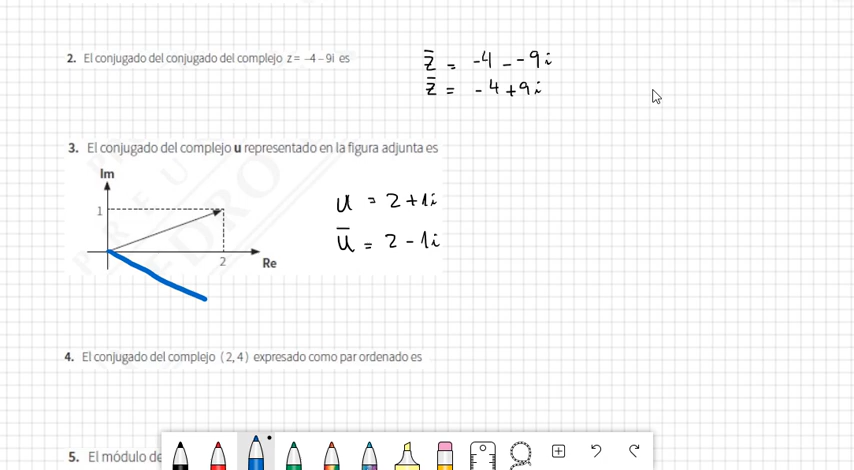 2. El conjugado del conjugado del complejo z = -4 - 9i es
z̅ = -4 - -9i
z̅ = -4 + 9i
3. El conjugado del complejo u representado en la figura adjunta es
Im
1
2
Re
u = 2 + 1i
u̅ = 2 - 1i
4. El conjugado del complejo (2, 4) expresado como par ordenado es
5. El módulo de